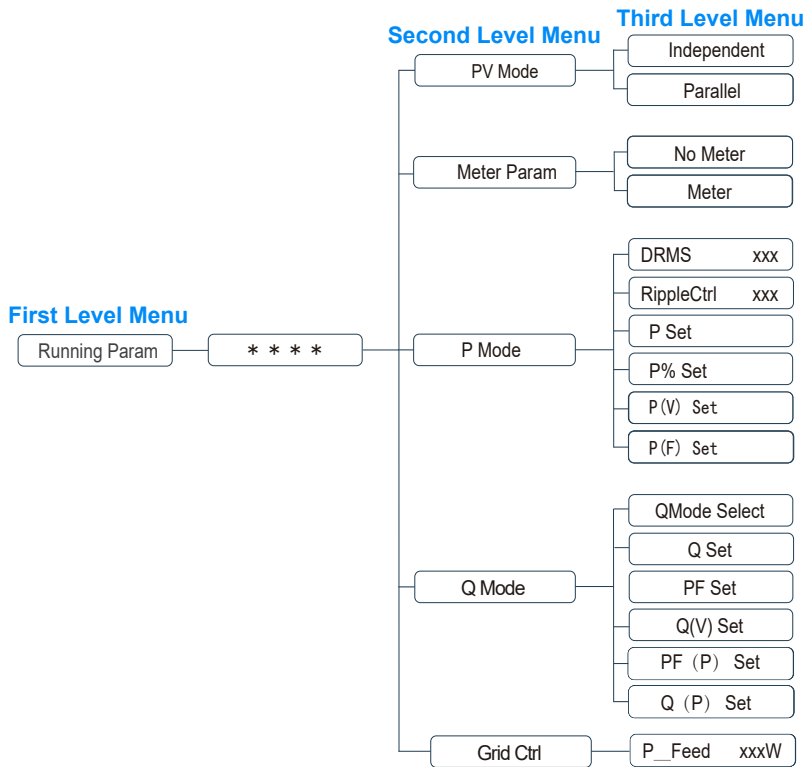 Third Level Menu
Second Level Menu
Independent
PV Mode
Parallel
No Meter
Meter Param
Meter
DRMS xxx
RippleCtrl xxx
First Level Menu
P Set
Running Param
* * * *
P Mode
P% Set
P(V) Set
P(F) Set
QMode Select
Q Set
Q Mode
PF Set
Q(V) Set
PF（P） Set
Q（P） Set
Grid Ctrl
P__Feed xxxW